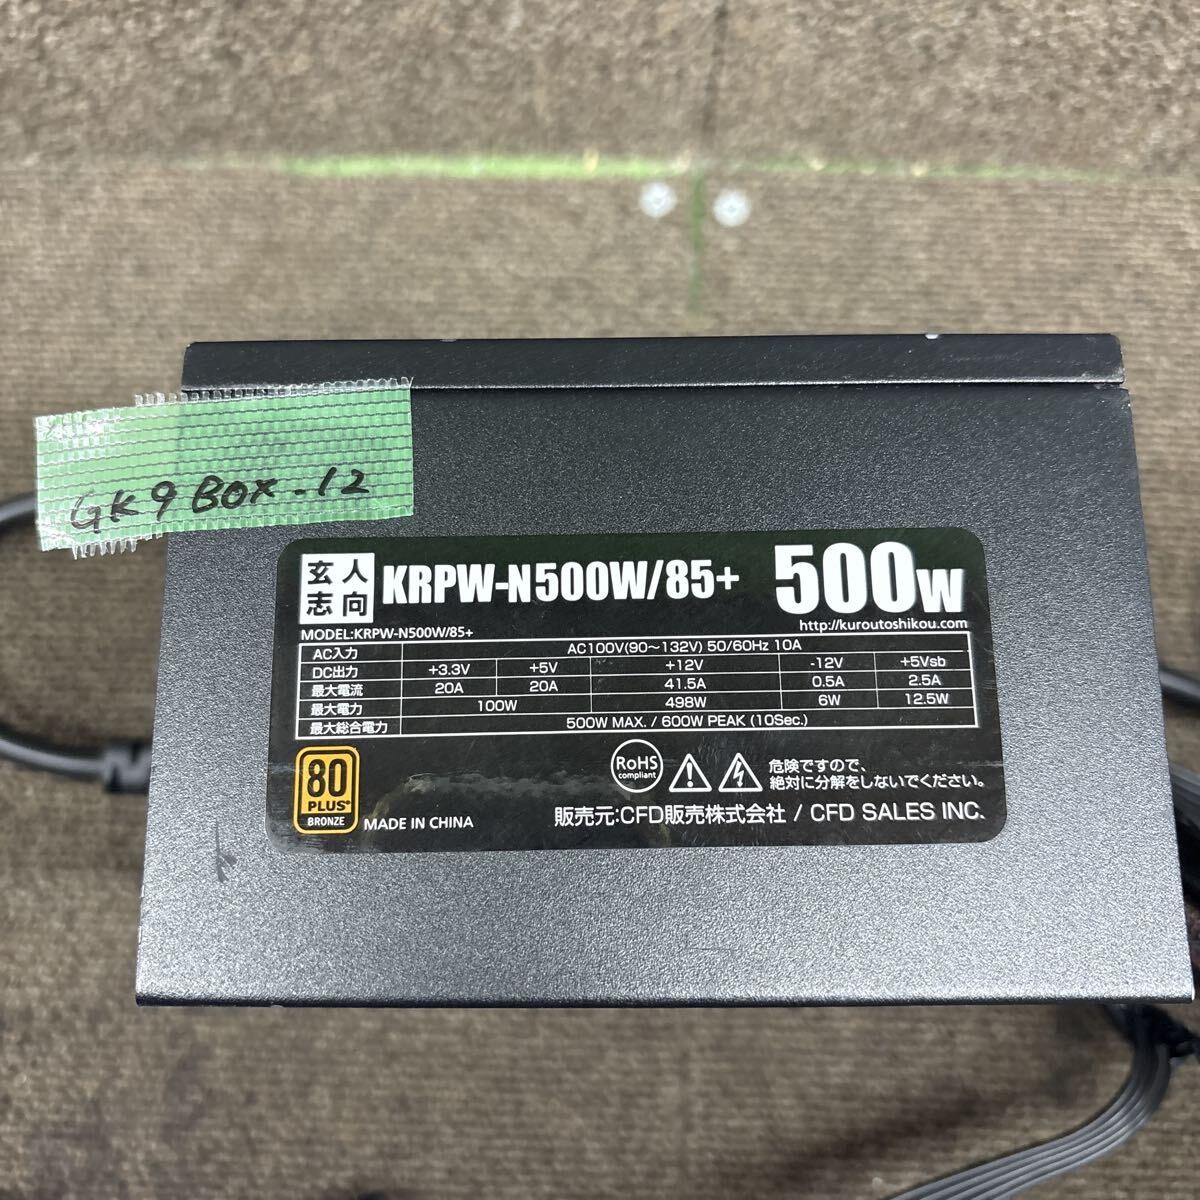 GK9 BOX-12
玄人志向 KRPW-N500W/85+ 500W
MODEL:KRPW-N500W/85+ http://kuroutoshikou.com
AC入力 AC100V(90～132V) 50/60Hz 10A
DC出力 +3.3V +5V +12V -12V +5Vsb
最大電流 20A 20A 41.5A 0.5A 2.5A
最大電力 100W 498W 6W 12.5W
最大総合電力 500W MAX. / 600W PEAK (10Sec.)
80 PLUS BRONZE
MADE IN CHINA
RoHS compliant
危険ですので、
絶対に分解をしないでください。
販売元:CFD販売株式会社 / CFD SALES INC.